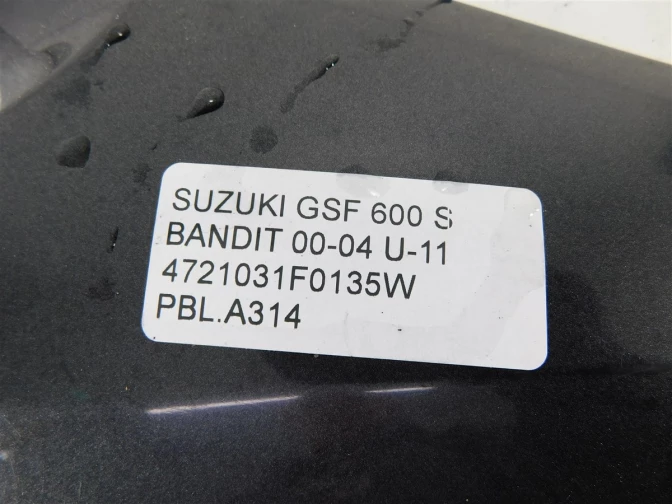 SUZUKI GSF 600 S
BANDIT 00-04 U-11
4721031F0135W
PBL.A314